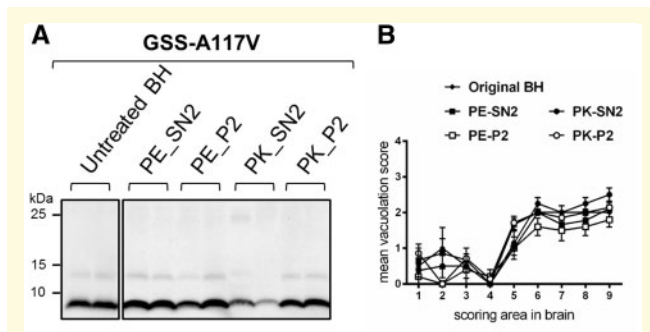 A
GSS-A117V
Untreated BH
PE_SN2
PE_P2
PK_SN2
PK_P2
kDa
25
15
10
B
Original BH
PE-SN2 PK-SN2
PE-P2 PK-P2
mean vacuolation score
4
3
2
1
0
1 2 3 4 5 6 7 8 9
scoring area in brain